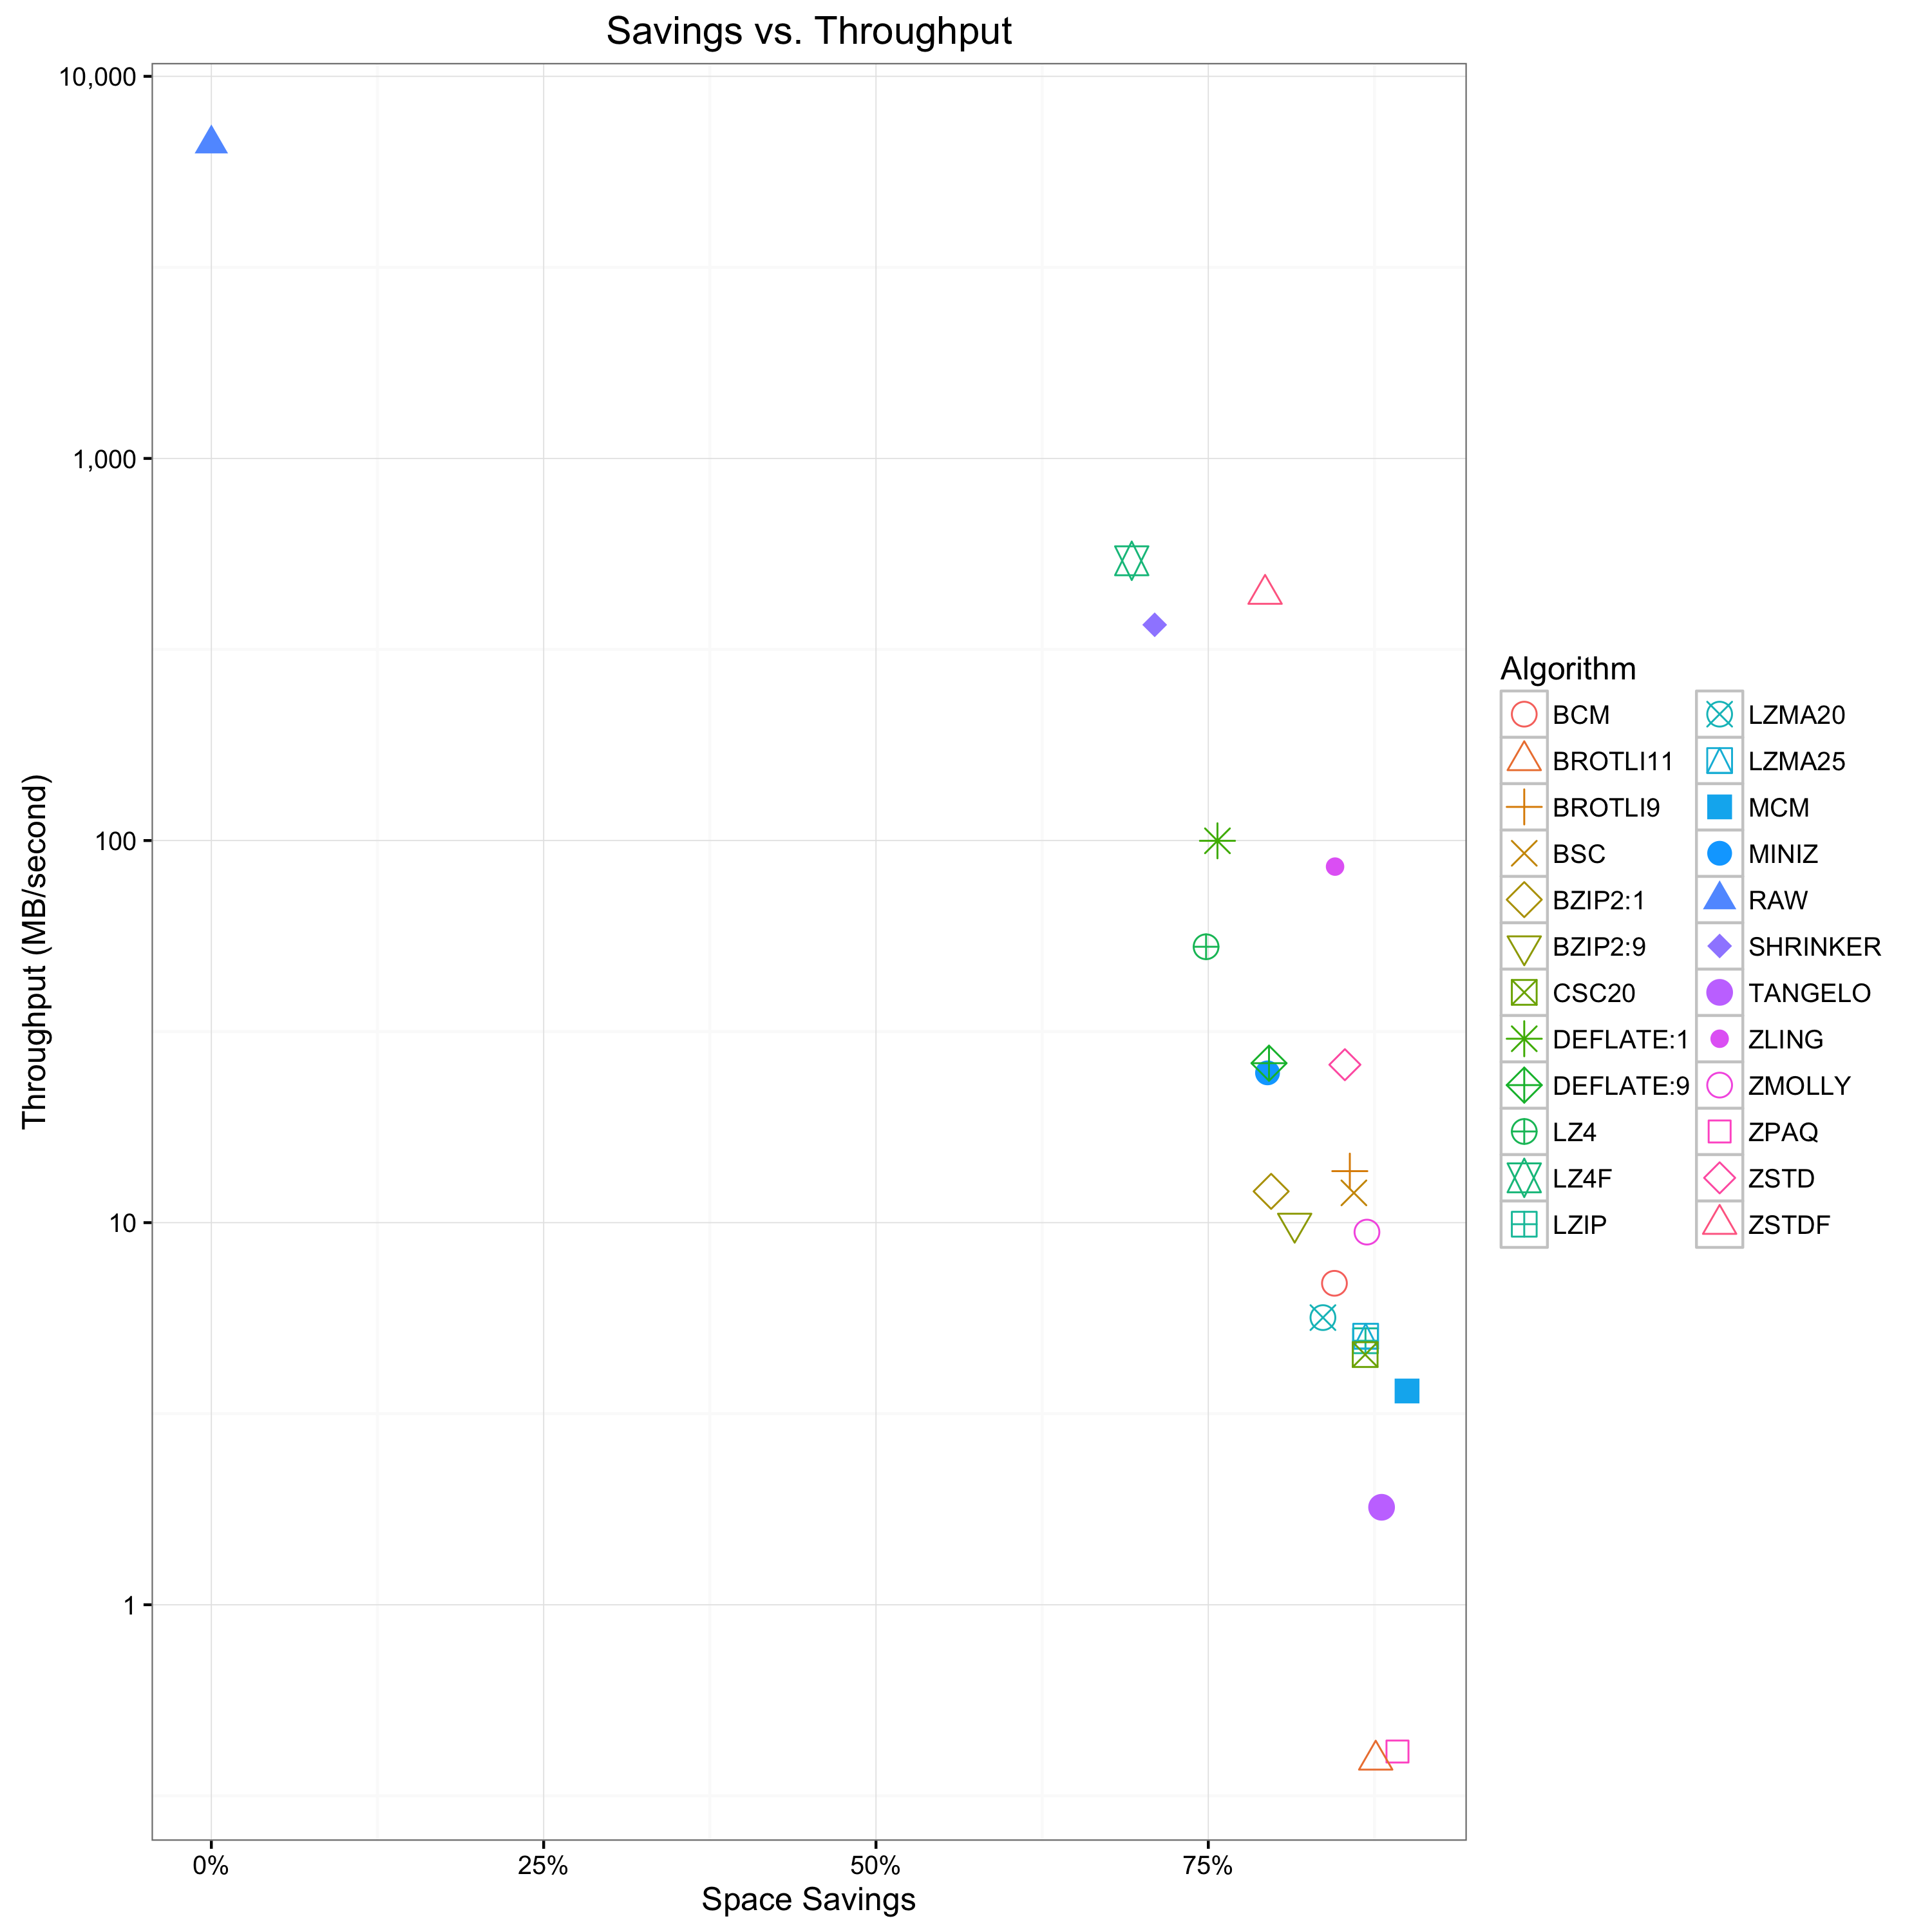 Savings vs. Throughput
10,000
1,000
100
10
1
Throughput (MB/second)
0%
25%
50%
75%
Space Savings
Algorithm
BCM
BROTLI11
BROTLI9
BSC
BZIP2:1
BZIP2:9
CSC20
DEFLATE:1
DEFLATE:9
LZ4
LZ4F
LZIP
LZMA20
LZMA25
MCM
MINIZ
RAW
SHRINKER
TANGELO
ZLING
ZMOLLY
ZPAQ
ZSTD
ZSTDF